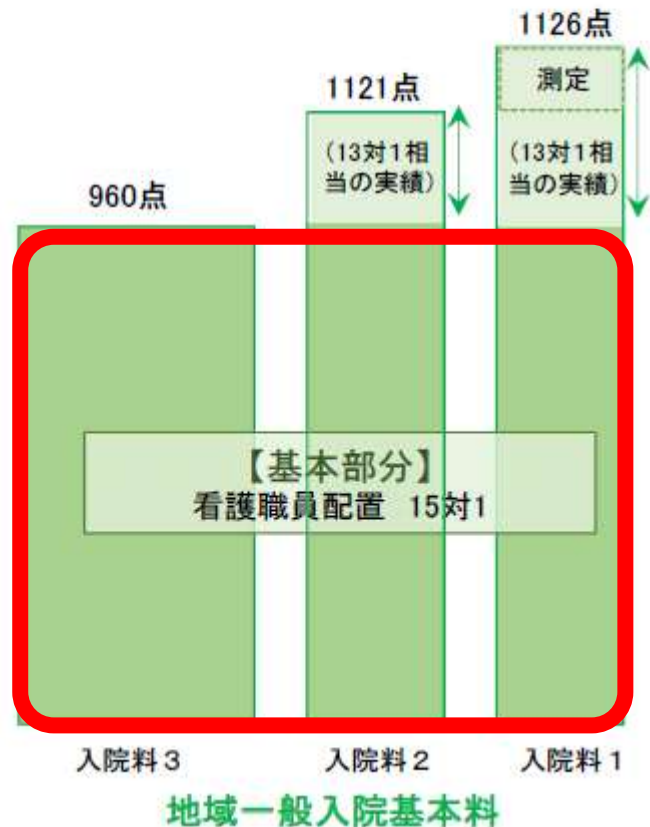 1126点
測定
1121点
(13対1相
当の実績)
(13対1相
当の実績)
960点
【基本部分】
看護職員配置 15対1
入院料3
入院料2
入院料1
地域一般入院基本料